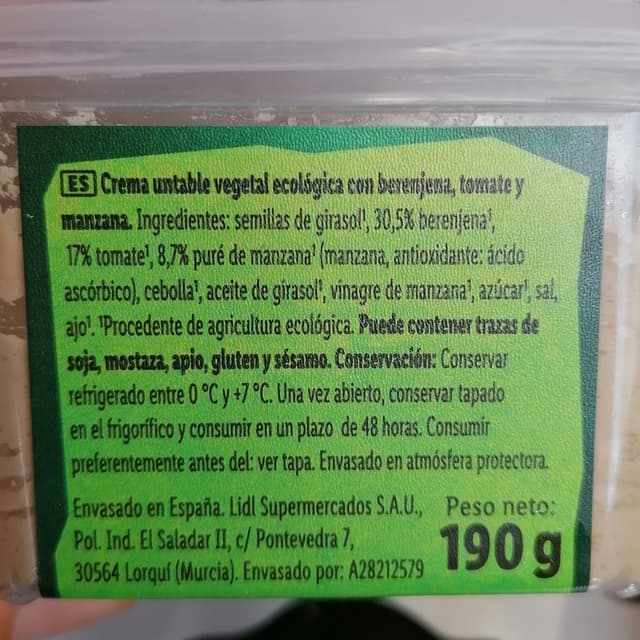 ES Crema untable vegetal ecológica con berenjena, tomate y
manzana. Ingredientes: semillas de girasol¹, 30,5% berenjena¹,
17% tomate¹, 8,7% puré de manzana¹ (manzana, antioxidante: ácido
ascórbico), cebolla¹, aceite de girasol¹, vinagre de manzana¹, azúcar¹, sal,
ajo¹. ¹Procedente de agricultura ecológica. Puede contener trazas de
soja, mostaza, apio, gluten y sésamo. Conservación: Conservar
refrigerado entre 0 °C y +7 °C. Una vez abierto, conservar tapado
en el frigorífico y consumir en un plazo de 48 horas. Consumir
preferentemente antes del: ver tapa. Envasado en atmósfera protectora.
Envasado en España. Lidl Supermercados S.A.U.,
Pol. Ind. El Saladar II, c/ Pontevedra 7,
30564 Lorquí (Murcia). Envasado por: A28212579
Peso neto:
190 g